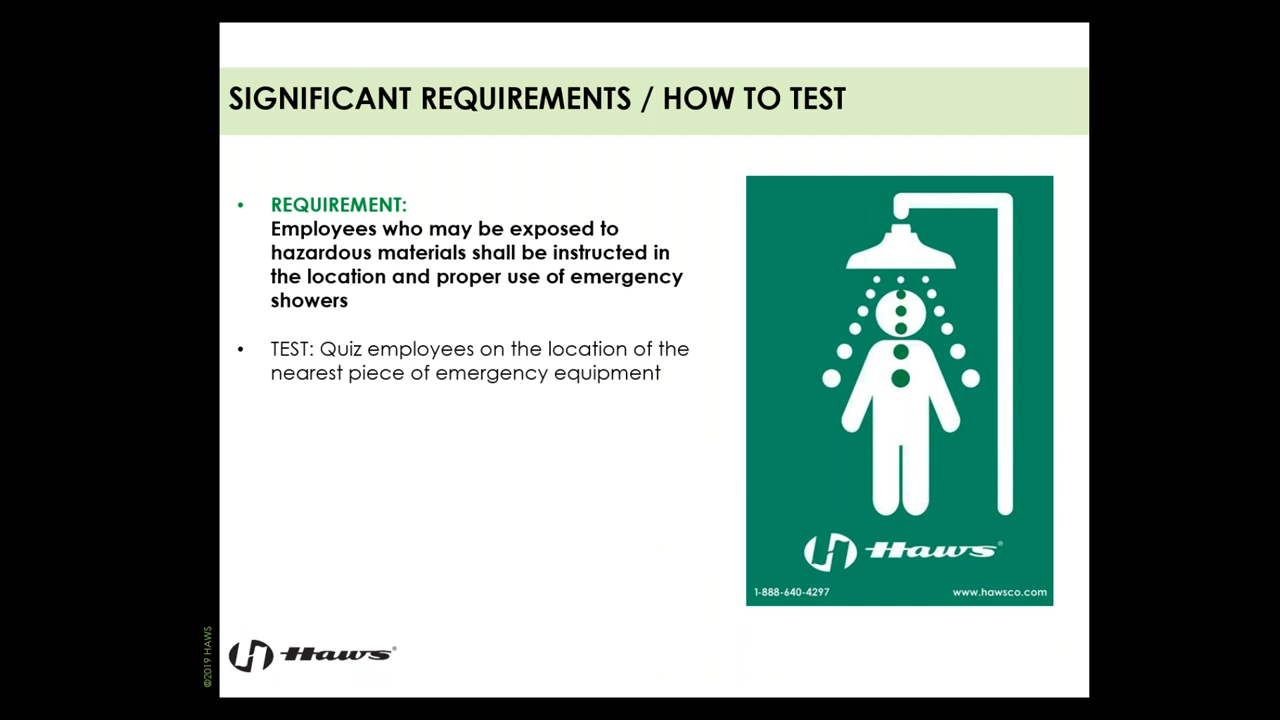 SIGNIFICANT REQUIREMENTS / HOW TO TEST
• REQUIREMENT:
Employees who may be exposed to
hazardous materials shall be instructed in
the location and proper use of emergency
showers
• TEST: Quiz employees on the location of the
nearest piece of emergency equipment
Haws®
1-888-640-4297 www.hawsco.com
©2019 HAWS
Haws®